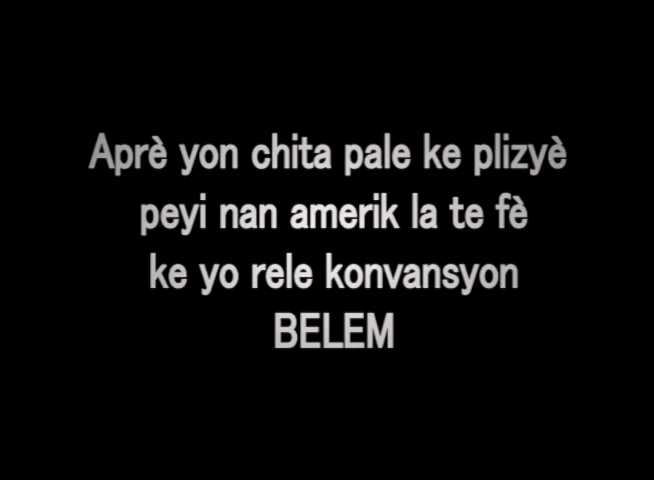 Aprè yon chita pale ke plizyè
peyi nan amerik la te fè
ke yo rele konvansyon
BELEM